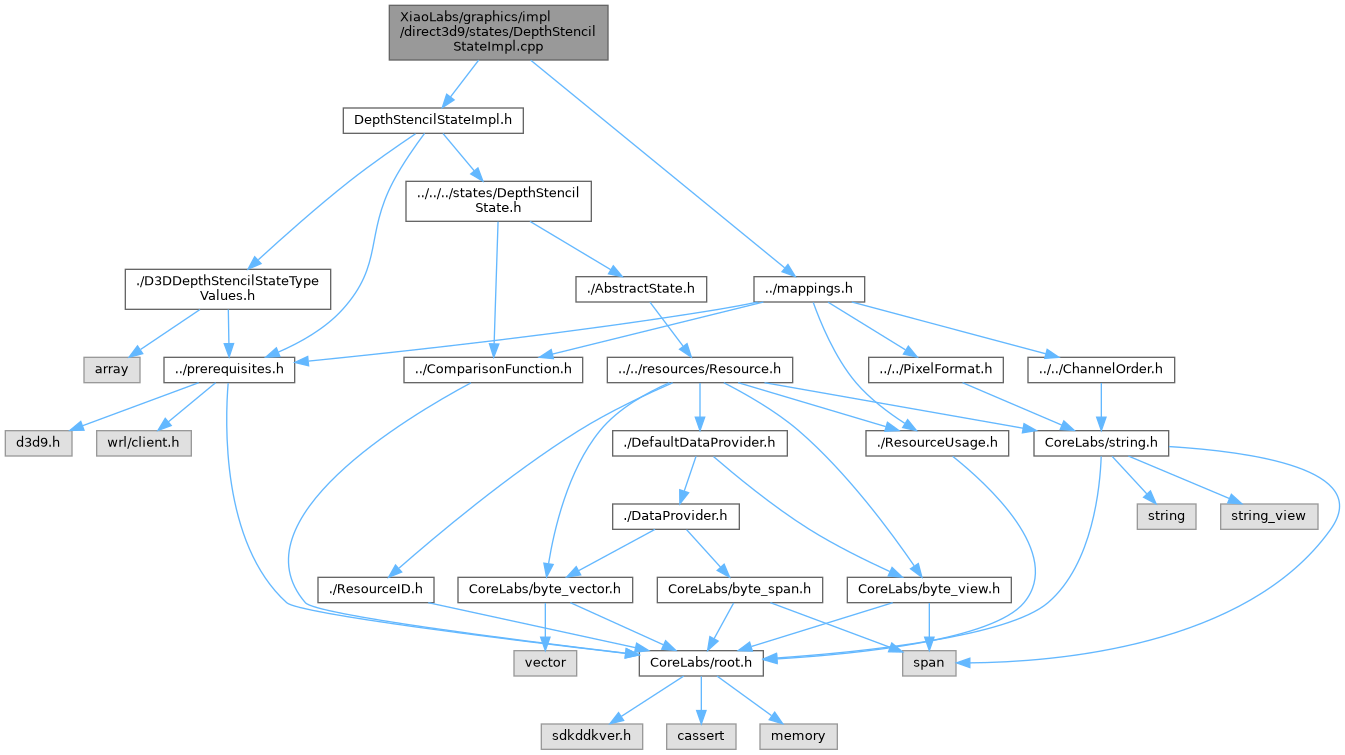 XiaoLabs/graphics/impl
/direct3d9/states/DepthStencil
StateImpl.cpp
DepthStencilStateImpl.h
../../../states/DepthStencil
State.h
./D3DDepthStencilStateType
Values.h
./AbstractState.h
../mappings.h
array
../prerequisites.h
../ComparisonFunction.h
../../resources/Resource.h
../../PixelFormat.h
../../ChannelOrder.h
d3d9.h
wrl/client.h
./DefaultDataProvider.h
./ResourceUsage.h
CoreLabs/string.h
./DataProvider.h
string
string_view
./ResourceID.h
CoreLabs/byte_vector.h
CoreLabs/byte_span.h
CoreLabs/byte_view.h
vector
CoreLabs/root.h
span
sdkddkver.h
cassert
memory